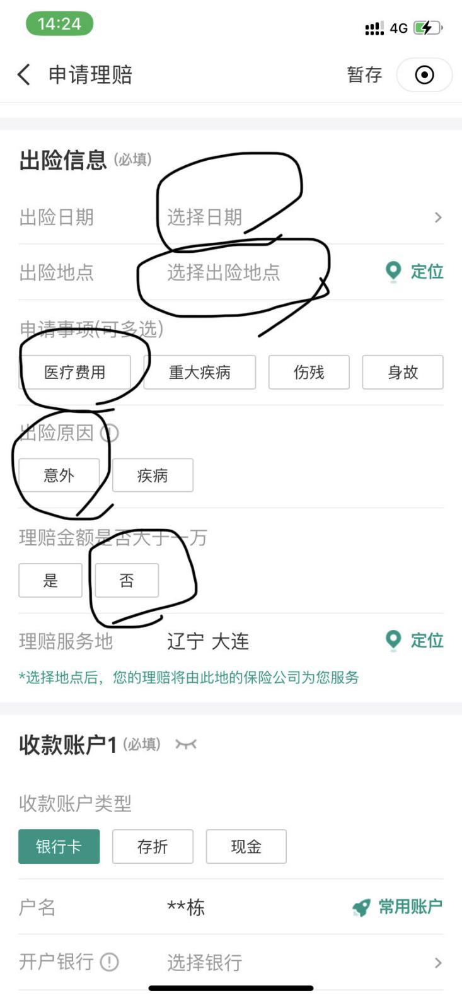 14:24
4G
申请理赔 暂存
出险信息 (必填)
出险日期 选择日期
出险地点 选择出险地点 定位
申请事项(可多选)
医疗费用 重大疾病 伤残 身故
出险原因
意外 疾病
理赔金额是否大于一万
是 否
理赔服务地 辽宁 大连 定位
*选择地点后，您的理赔将由此地的保险公司为您服务
收款账户1 (必填)
收款账户类型
银行卡 存折 现金
户名 **栋 常用账户
开户银行 选择银行